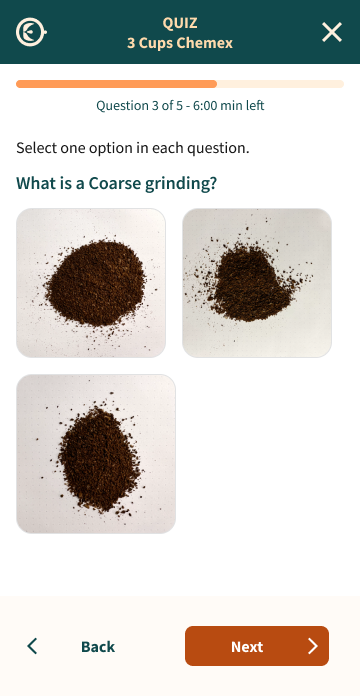 QUIZ
3 Cups Chemex
Question 3 of 5 - 6:00 min left
Select one option in each question.
What is a Coarse grinding?
Back
Next